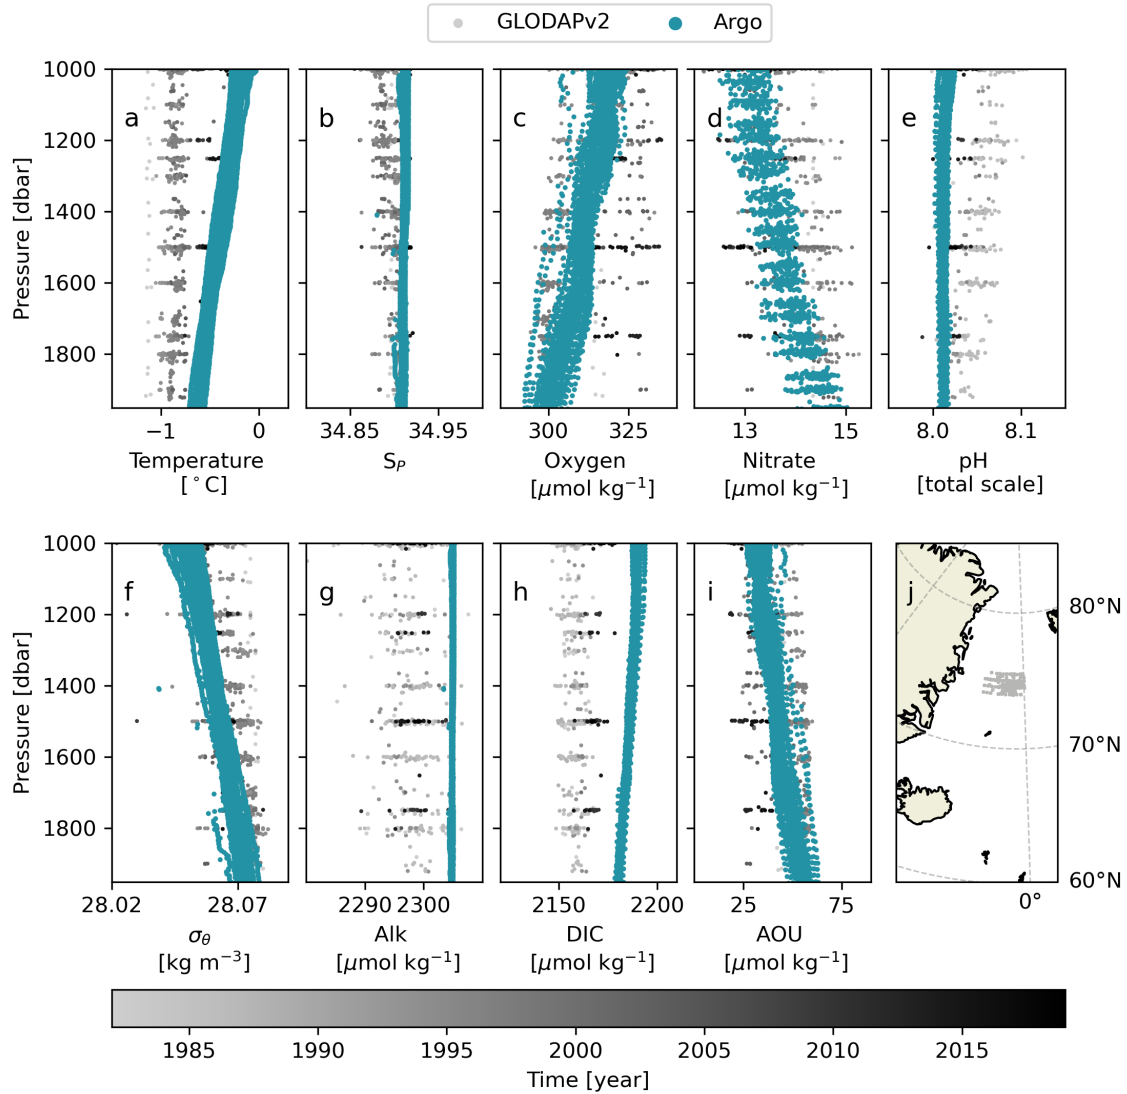 GLODAPv2 Argo
1000
1200
1400
1600
1800
Pressure [dbar]
a b c d e
−1 0 34.85 34.95 300 325 13 15 8.0 8.1
Temperature S_P Oxygen Nitrate pH
[°C] [μmol kg⁻¹] [μmol kg⁻¹] [total scale]
1000
1200
1400
1600
1800
Pressure [dbar]
f g h i j
80°N
70°N
60°N
28.02 28.07 2290 2300 2150 2200 25 75 0°
σ_θ Alk DIC AOU
[kg m⁻³] [μmol kg⁻¹] [μmol kg⁻¹] [μmol kg⁻¹]
1985 1990 1995 2000 2005 2010 2015
Time [year]